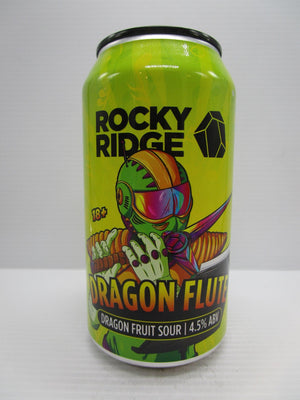 ROCKY
RIDGE
18+
DRAGON FLUTE
DRAGON FRUIT SOUR | 4.5% ABV